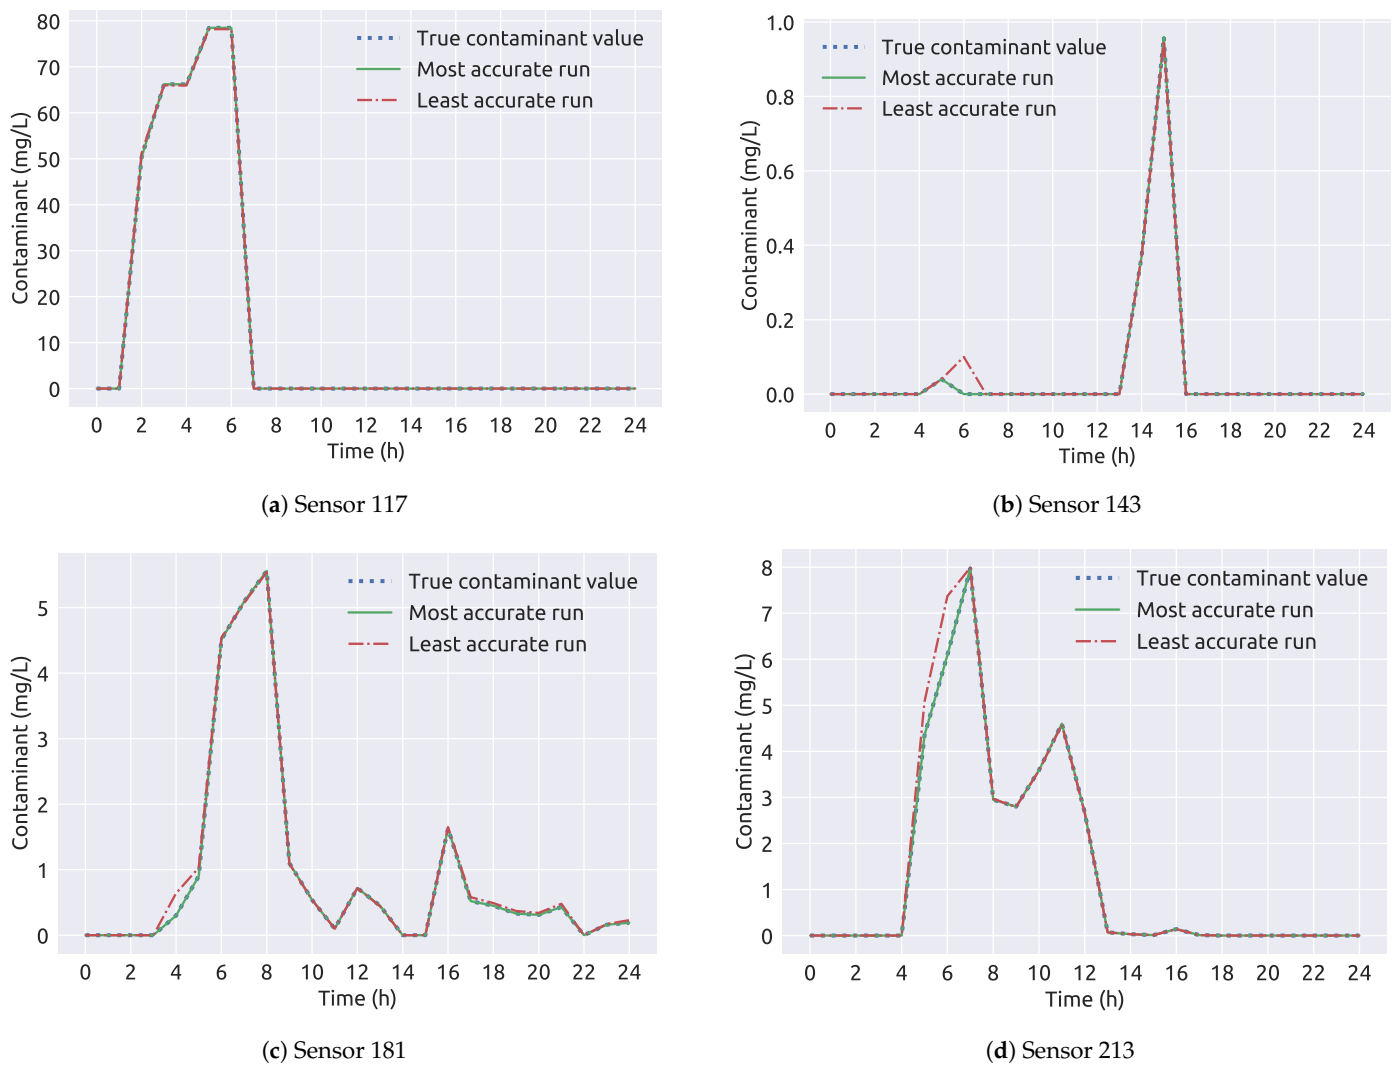 80
70
60
50
40
30
20
10
0
Contaminant (mg/L)
True contaminant value
Most accurate run
Least accurate run
0 2 4 6 8 10 12 14 16 18 20 22 24
Time (h)
(a) Sensor 117
1.0
0.8
0.6
0.4
0.2
0.0
Contaminant (mg/L)
True contaminant value
Most accurate run
Least accurate run
0 2 4 6 8 10 12 14 16 18 20 22 24
Time (h)
(b) Sensor 143
5
4
3
2
1
0
Contaminant (mg/L)
True contaminant value
Most accurate run
Least accurate run
0 2 4 6 8 10 12 14 16 18 20 22 24
Time (h)
(c) Sensor 181
8
7
6
5
4
3
2
1
0
Contaminant (mg/L)
True contaminant value
Most accurate run
Least accurate run
0 2 4 6 8 10 12 14 16 18 20 22 24
Time (h)
(d) Sensor 213